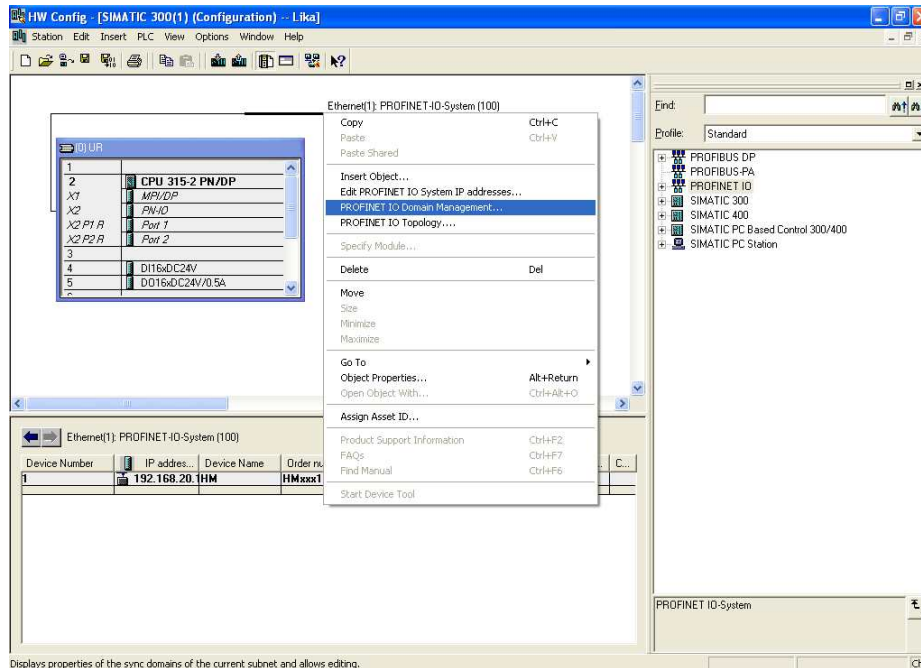 HW Config - [SIMATIC 300(1) (Configuration) -- Lika]
Station Edit Insert PLC View Options Window Help
Ethernet(1): PROFINET-IO-System (100)
(0) UR
1
2 CPU 315-2 PN/DP
X1 MPI/DP
X2 PN-IO
X2 P1 R Port 1
X2 P2 R Port 2
3
4 DI16xDC24V
5 DO16xDC24V/0.5A
Copy Ctrl+C
Paste Ctrl+V
Paste Shared
Insert Object...
Edit PROFINET IO System IP addresses...
PROFINET IO Domain Management...
PROFINET IO Topology....
Specify Module...
Delete Del
Move
Size
Minimize
Maximize
Go To
Object Properties... Alt+Return
Open Object With... Ctrl+Alt+O
Assign Asset ID...
Product Support Information Ctrl+F2
FAQs Ctrl+F7
Find Manual Ctrl+F6
Start Device Tool
Find:
Profile: Standard
PROFIBUS DP
PROFIBUS-PA
PROFINET IO
SIMATIC 300
SIMATIC 400
SIMATIC PC Based Control 300/400
SIMATIC PC Station
Ethernet(1): PROFINET-IO-System (100)
Device Number IP addres... Device Name Order nu C...
1 192.168.20.1 HM HMxxx1
PROFINET IO-System
Displays properties of the sync domains of the current subnet and allows editing. Ch